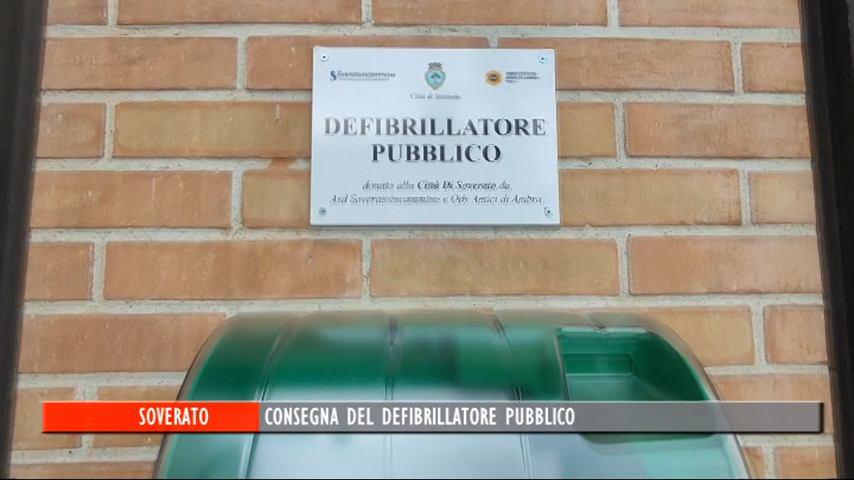 Soveratoincammino
Città di Soverato
DEFIBRILLATORE
PUBBLICO
donato alla Città Di Soverato da
Asd Soveratoincammino e Odv Amici di Ambra
SOVERATO CONSEGNA DEL DEFIBRILLATORE PUBBLICO